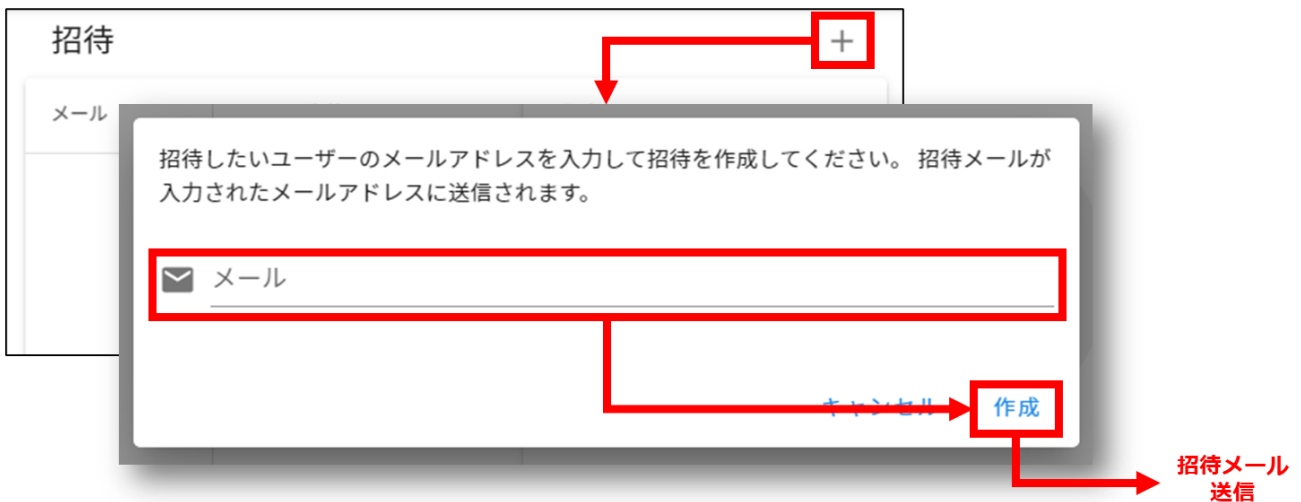 招待
+
メール
招待したいユーザーのメールアドレスを入力して招待を作成してください。 招待メールが
入力されたメールアドレスに送信されます。
メール
キャンセル
作成
招待メール
送信